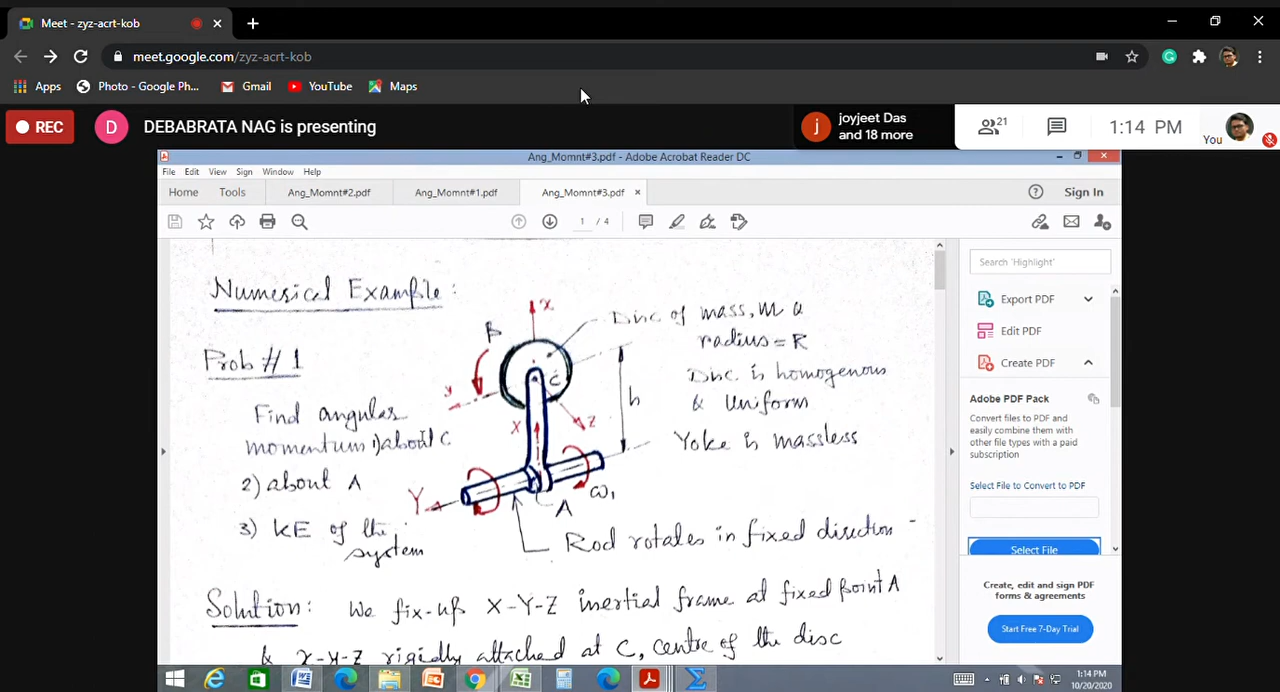 Meet - zyz-acrt-kob
meet.google.com/zyz-acrt-kob
Apps Photo - Google Ph... Gmail YouTube Maps
REC D DEBABRATA NAG is presenting
j joyjeet Das
and 18 more
21
1:14 PM
You
Ang_Momnt#3.pdf - Adobe Acrobat Reader DC
File Edit View Sign Window Help
Home Tools Ang_Momnt#2.pdf Ang_Momnt#1.pdf Ang_Momnt#3.pdf Sign In
1 / 4
Numerical Example:
Prob # 1
Find angular
momentum 1) about C
2) about A
3) KE of the
system
x
B
y
C
z
X
h
Y
A
ω₁
Disc of mass, m &
radius = R
Disc is homogenous
& Uniform
Yoke is massless
Rod rotates in fixed direction
Solution: We fix-up X-Y-Z inertial frame at fixed point A
& x-y-z rigidly attached at C, centre of the disc
Search 'Highlight'
Export PDF
Edit PDF
Create PDF
Adobe PDF Pack
Convert files to PDF and
easily combine them with
other file types with a paid
subscription
Select File to Convert to PDF
Select File
Create, edit and sign PDF
forms & agreements
Start Free 7-Day Trial
1:14 PM
10/20/2020